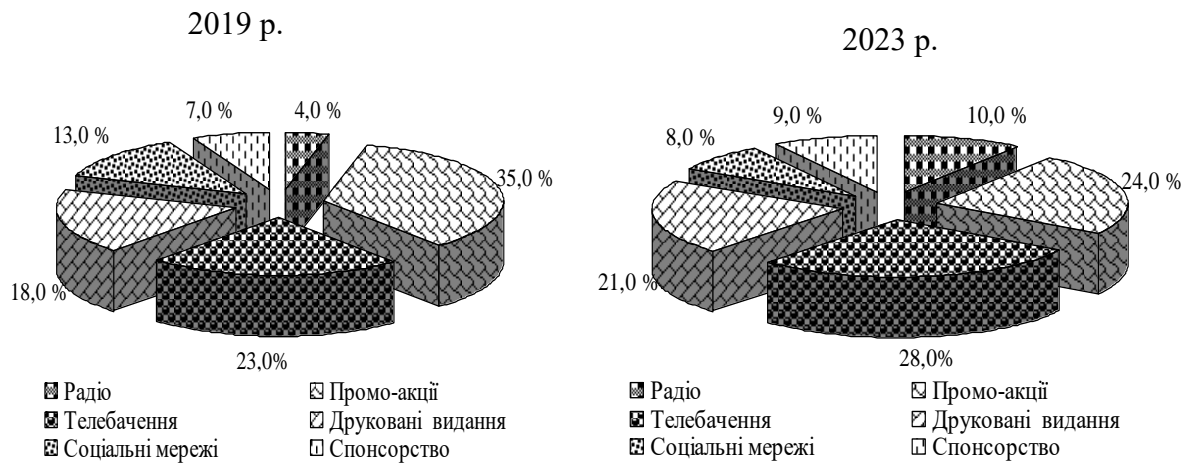 2019 р.
7,0 %
4,0 %
13,0 %
35,0 %
18,0 %
23,0%
Радіо
Промо-акції
Телебачення
Друковані видання
Соціальні мережі
Спонсорство
2023 р.
9,0 %
10,0 %
8,0 %
24,0 %
21,0 %
28,0%
Радіо
Промо-акції
Телебачення
Друковані видання
Соціальні мережі
Спонсорство